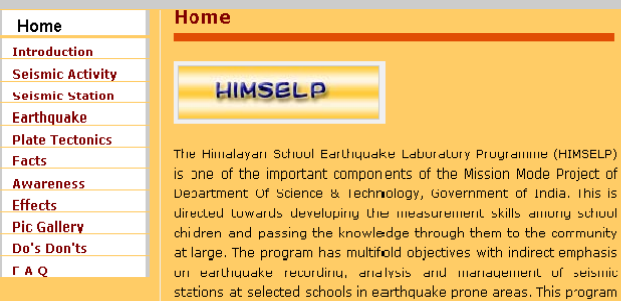 Home
Introduction
Seismic Activity
Seismic Station
Earthquake
Plate Tectonics
Facts
Awareness
Effects
Pic Gallery
Do's Don'ts
F A Q
Home
HIMSELP
The Himalayan School Earthquake Laboratory Programme (HIMSELP)
is one of the important components of the Mission Mode Project of
Department Of Science & Technology, Government of India. This is
directed towards developing the measurement skills among school
children and passing the knowledge through them to the community
at large. The program has multifold objectives with indirect emphasis
on earthquake recording, analysis and management of seismic
stations at selected schools in earthquake prone areas. This program